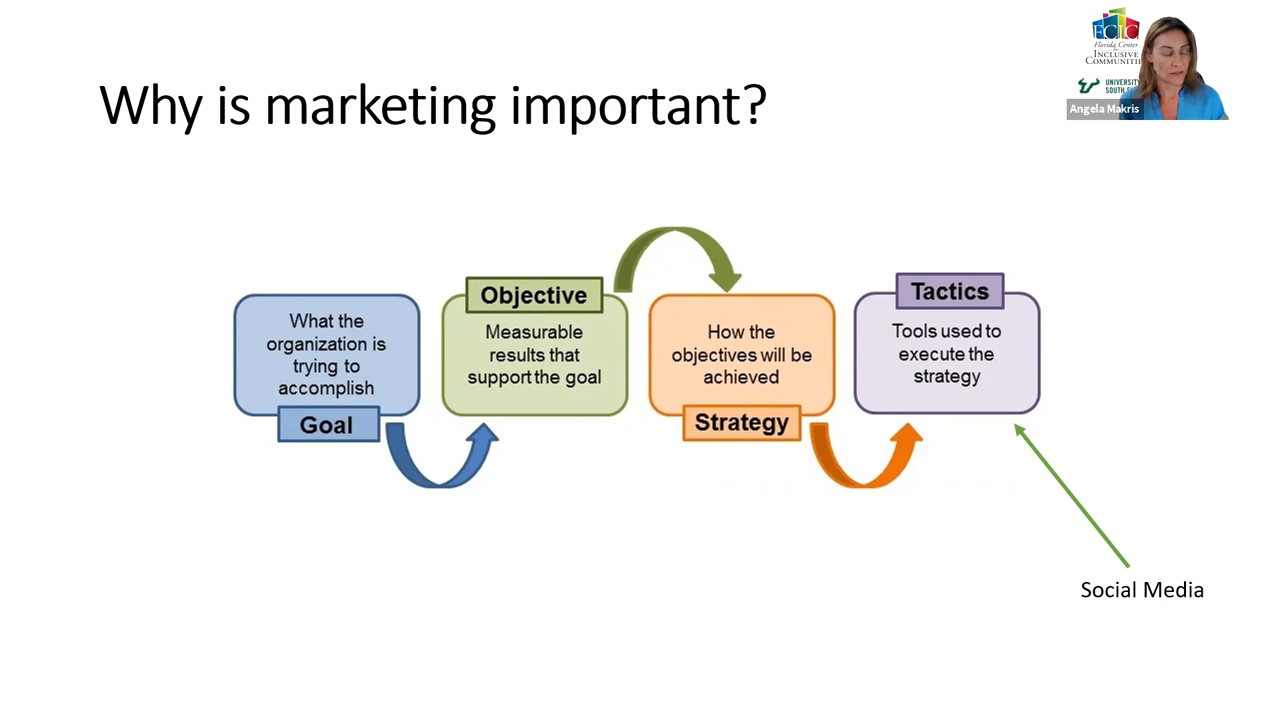 Why is marketing important?
FCIC
Florida Center
for
INCLUSIVE
COMMUNITIE
UNIVERSITY
SOUTH
Angela Makris
What the
organization is
trying to
accomplish
Goal
Objective
Measurable
results that
support the goal
How the
objectives will be
achieved
Strategy
Tactics
Tools used to
execute the
strategy
Social Media